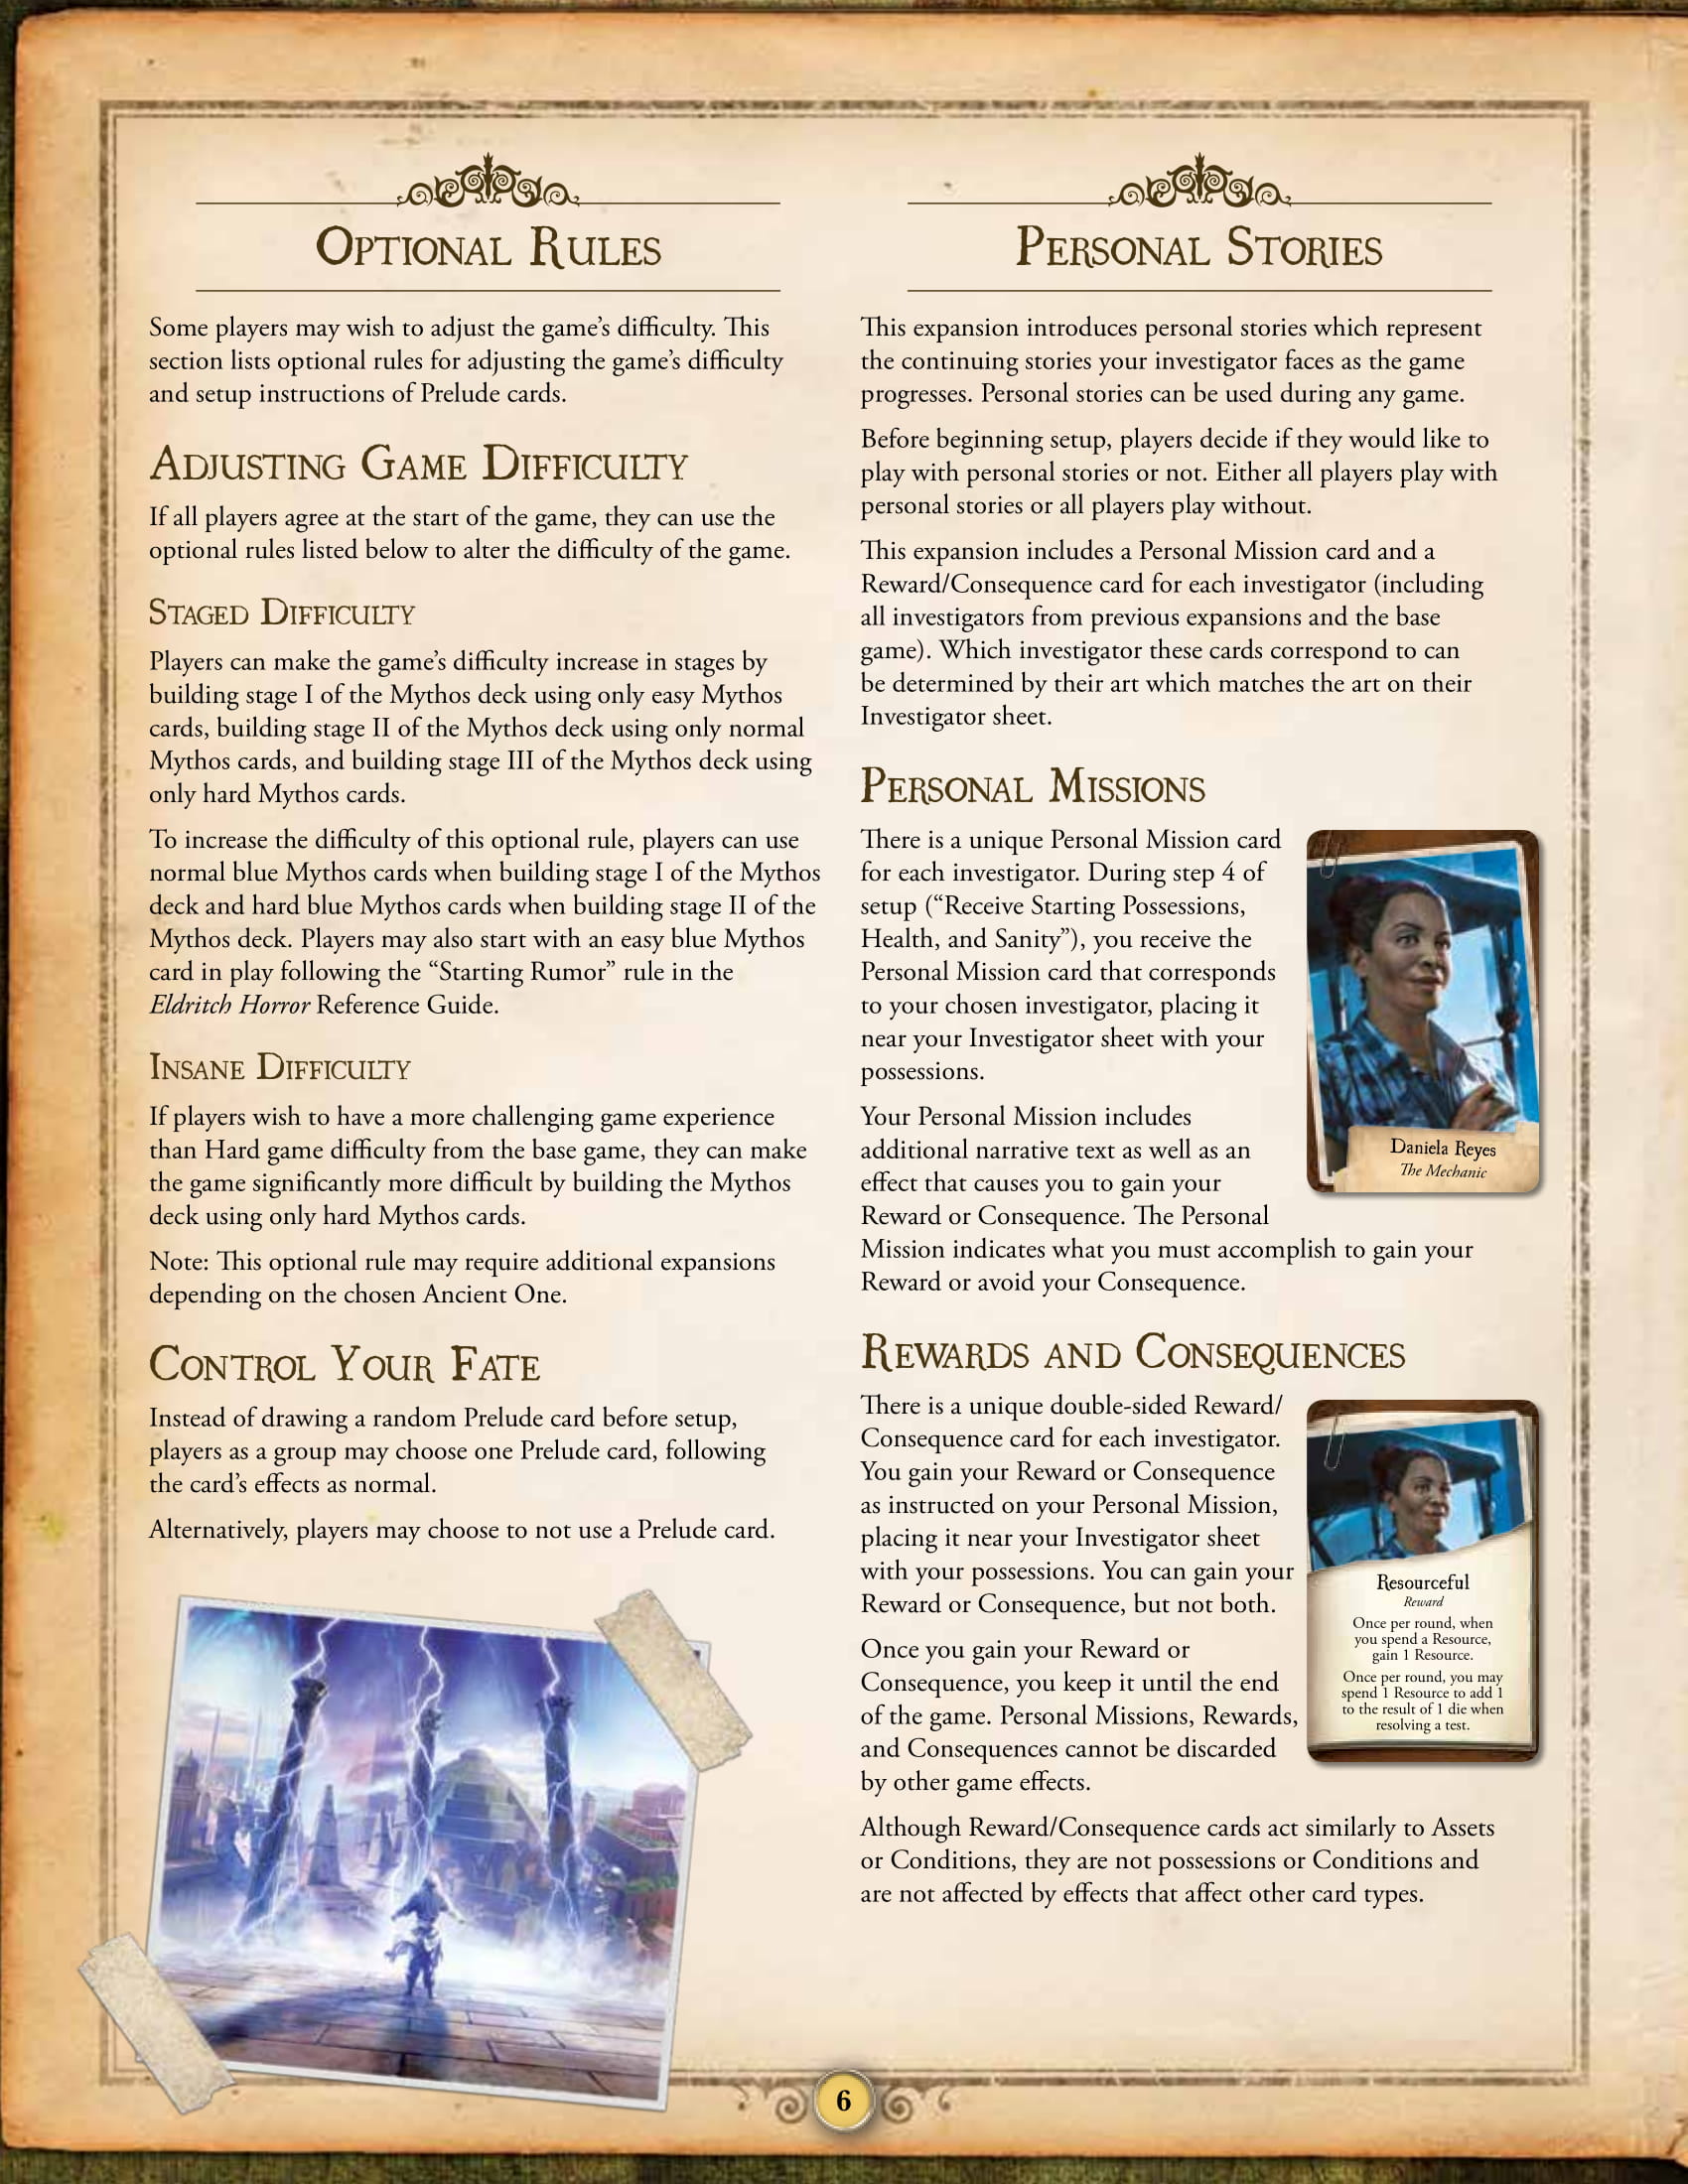 Optional Rules
Some players may wish to adjust the game's difficulty. This
section lists optional rules for adjusting the game's difficulty
and setup instructions of Prelude cards.
Adjusting Game Difficulty
If all players agree at the start of the game, they can use the
optional rules listed below to alter the difficulty of the game.
Staged Difficulty
Players can make the game's difficulty increase in stages by
building stage I of the Mythos deck using only easy Mythos
cards, building stage II of the Mythos deck using only normal
Mythos cards, and building stage III of the Mythos deck using
only hard Mythos cards.
To increase the difficulty of this optional rule, players can use
normal blue Mythos cards when building stage I of the Mythos
deck and hard blue Mythos cards when building stage II of the
Mythos deck. Players may also start with an easy blue Mythos
card in play following the “Starting Rumor” rule in the
Eldritch Horror Reference Guide.
Insane Difficulty
If players wish to have a more challenging game experience
than Hard game difficulty from the base game, they can make
the game significantly more difficult by building the Mythos
deck using only hard Mythos cards.
Note: This optional rule may require additional expansions
depending on the chosen Ancient One.
Control Your Fate
Instead of drawing a random Prelude card before setup,
players as a group may choose one Prelude card, following
the card's effects as normal.
Alternatively, players may choose to not use a Prelude card.
Personal Stories
This expansion introduces personal stories which represent
the continuing stories your investigator faces as the game
progresses. Personal stories can be used during any game.
Before beginning setup, players decide if they would like to
play with personal stories or not. Either all players play with
personal stories or all players play without.
This expansion includes a Personal Mission card and a
Reward/Consequence card for each investigator (including
all investigators from previous expansions and the base
game). Which investigator these cards correspond to can
be determined by their art which matches the art on their
Investigator sheet.
Personal Missions
There is a unique Personal Mission card
for each investigator. During step 4 of
setup (“Receive Starting Possessions,
Health, and Sanity”), you receive the
Personal Mission card that corresponds
to your chosen investigator, placing it
near your Investigator sheet with your
possessions.
Your Personal Mission includes
additional narrative text as well as an
effect that causes you to gain your
Reward or Consequence. The Personal
Mission indicates what you must accomplish to gain your
Reward or avoid your Consequence.
Daniela Reyes
The Mechanic
Rewards and Consequences
There is a unique double-sided Reward/
Consequence card for each investigator.
You gain your Reward or Consequence
as instructed on your Personal Mission,
placing it near your Investigator sheet
with your possessions. You can gain your
Reward or Consequence, but not both.
Once you gain your Reward or
Consequence, you keep it until the end
of the game. Personal Missions, Rewards,
and Consequences cannot be discarded
by other game effects.
Although Reward/Consequence cards act similarly to Assets
or Conditions, they are not possessions or Conditions and
are not affected by effects that affect other card types.
Resourceful
Reward
Once per round, when
you spend a Resource,
gain 1 Resource.
Once per round, you may
spend 1 Resource to add 1
to the result of 1 die when
resolving a test.
6